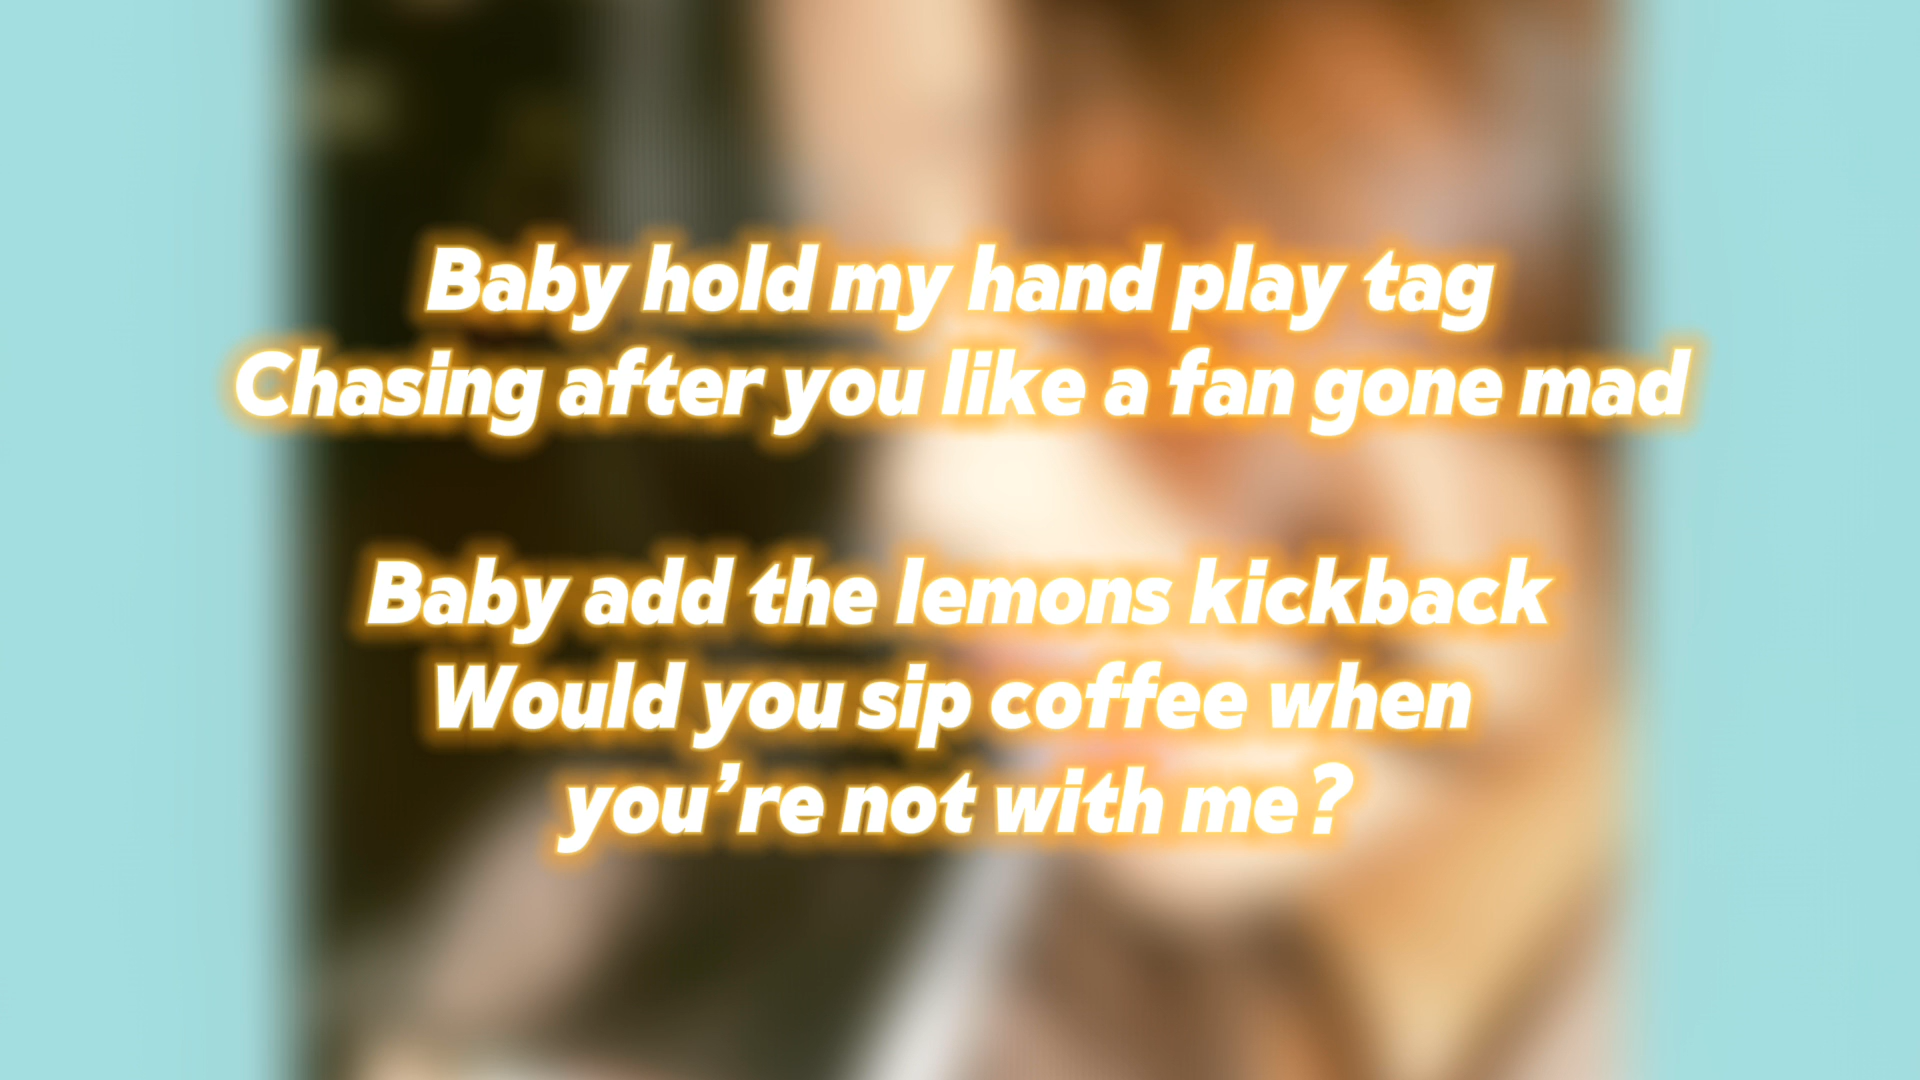 Baby hold my hand play tag
Chasing after you like a fan gone mad
Baby add the lemons kickback
Would you sip coffee when
you’re not with me?